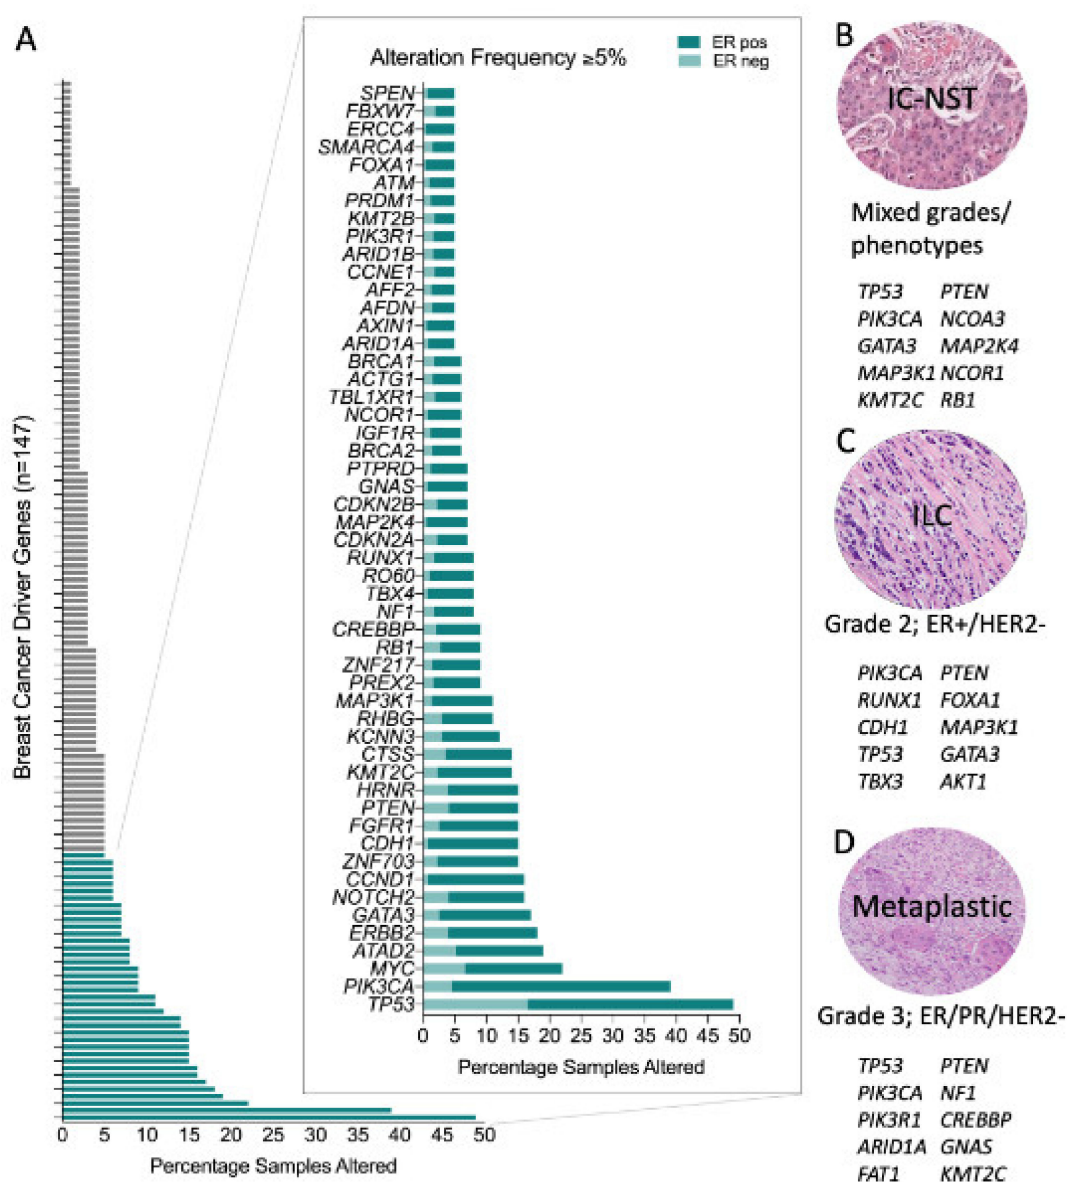 A
Breast Cancer Driver Genes (n=147)
0 5 10 15 20 25 30 35 40 45 50
Percentage Samples Altered
Alteration Frequency ≥5%
ER pos
ER neg
SPEN
FBXW7
ERCC4
SMARCA4
FOXA1
ATM
PRDM1
KMT2B
PIK3R1
ARID1B
CCNE1
AFF2
AFDN
AXIN1
ARID1A
BRCA1
ACTG1
TBL1XR1
NCOR1
IGF1R
BRCA2
PTPRD
GNAS
CDKN2B
MAP2K4
CDKN2A
RUNX1
RO60
TBX4
NF1
CREBBP
RB1
ZNF217
PREX2
MAP3K1
RHBG
KCNN3
CTSS
KMT2C
HRNR
PTEN
FGFR1
CDH1
ZNF703
CCND1
NOTCH2
GATA3
ERBB2
ATAD2
MYC
PIK3CA
TP53
0 5 10 15 20 25 30 35 40 45 50
Percentage Samples Altered
B
IC-NST
Mixed grades/
phenotypes
TP53 PTEN
PIK3CA NCOA3
GATA3 MAP2K4
MAP3K1 NCOR1
KMT2C RB1
C
ILC
Grade 2; ER+/HER2-
PIK3CA PTEN
RUNX1 FOXA1
CDH1 MAP3K1
TP53 GATA3
TBX3 AKT1
D
Metaplastic
Grade 3; ER/PR/HER2-
TP53 PTEN
PIK3CA NF1
PIK3R1 CREBBP
ARID1A GNAS
FAT1 KMT2C